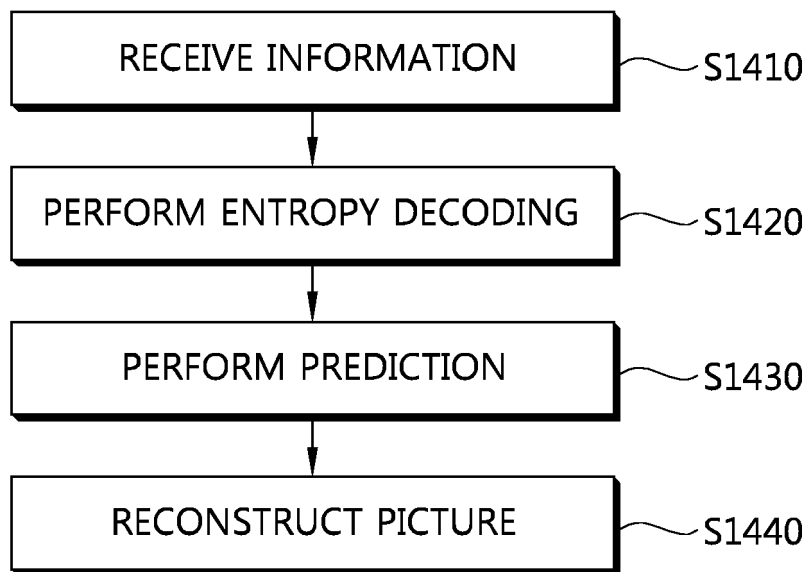 RECEIVE INFORMATION
S1410
PERFORM ENTROPY DECODING
S1420
PERFORM PREDICTION
S1430
RECONSTRUCT PICTURE
S1440